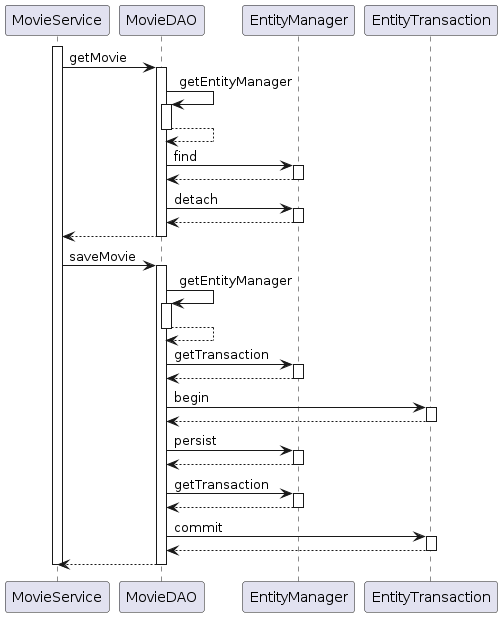 MovieService MovieDAO EntityManager EntityTransaction
getMovie
getEntityManager
find
detach
saveMovie
getEntityManager
getTransaction
begin
persist
getTransaction
commit
MovieService MovieDAO EntityManager EntityTransaction